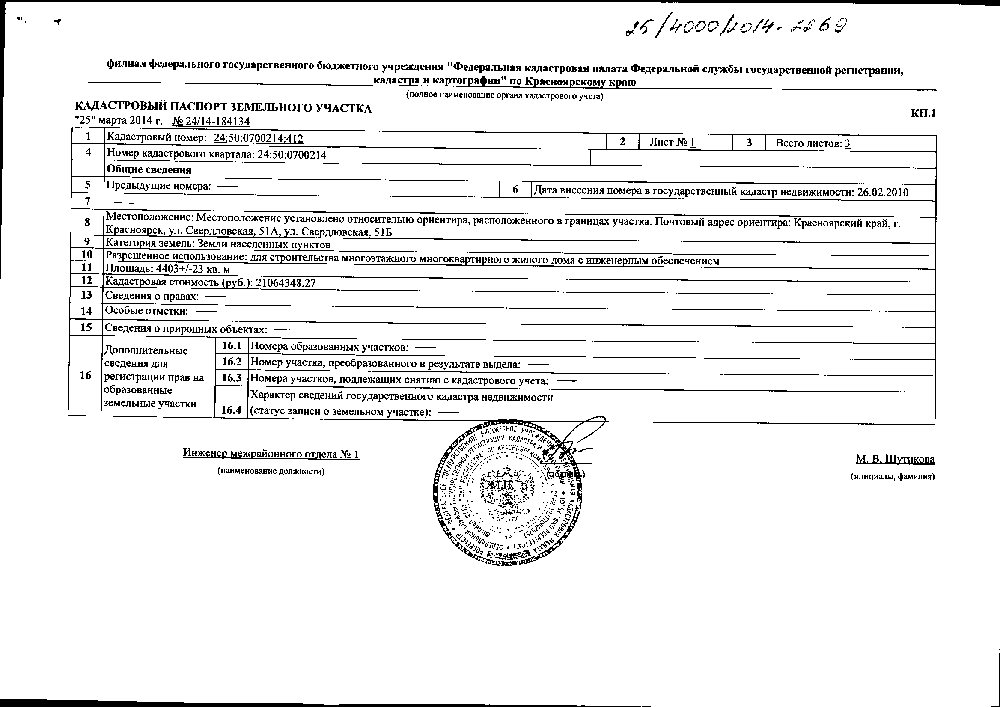 25/4000/2014-2269
филиал федерального государственного бюджетного учреждения "Федеральная кадастровая палата Федеральной службы государственной регистрации,
кадастра и картографии" по Красноярскому краю
(полное наименование органа кадастрового учета)
КАДАСТРОВЫЙ ПАСПОРТ ЗЕМЕЛЬНОГО УЧАСТКА
КП.1
"25" марта 2014 г. № 24/14-184134
1 Кадастровый номер: 24:50:0700214:412 2 Лист № 1 3 Всего листов: 3
4 Номер кадастрового квартала: 24:50:0700214
Общие сведения
5 Предыдущие номера: —— 6 Дата внесения номера в государственный кадастр недвижимости: 26.02.2010
7 ——
8 Местоположение: Местоположение установлено относительно ориентира, расположенного в границах участка. Почтовый адрес ориентира: Красноярский край, г.
Красноярск, ул. Свердловская, 51А, ул. Свердловская, 51Б
9 Категория земель: Земли населенных пунктов
10 Разрешенное использование: для строительства многоэтажного многоквартирного жилого дома с инженерным обеспечением
11 Площадь: 4403+/-23 кв. м
12 Кадастровая стоимость (руб.): 21064348.27
13 Сведения о правах: ——
14 Особые отметки: ——
15 Сведения о природных объектах: ——
16 Дополнительные
сведения для
регистрации прав на
образованные
земельные участки
16.1 Номера образованных участков: ——
16.2 Номер участка, преобразованного в результате выдела: ——
16.3 Номера участков, подлежащих снятию с кадастрового учета: ——
16.4 Характер сведений государственного кадастра недвижимости
(статус записи о земельном участке): ——
Инженер межрайонного отдела № 1
(наименование должности)
(подпись)
М.П.
М. В. Шутикова
(инициалы, фамилия)
РОСРЕЕСТР * ФЕДЕРАЛЬНОЕ ГОСУДАРСТВЕННОЕ БЮДЖЕТНОЕ УЧРЕЖДЕНИЕ "ФЕДЕРАЛЬНАЯ КАДАСТРОВАЯ ПАЛАТА
ФЕДЕРАЛЬНОЙ СЛУЖБЫ ГОСУДАРСТВЕННОЙ РЕГИСТРАЦИИ, КАДАСТРА И КАРТОГРАФИИ" * (ФГБУ "ФКП РОСРЕЕСТРА") *
ФИЛИАЛ ФГБУ "ФКП РОСРЕЕСТРА" ПО КРАСНОЯРСКОМУ КРАЮ * ОГРН 1027700485757